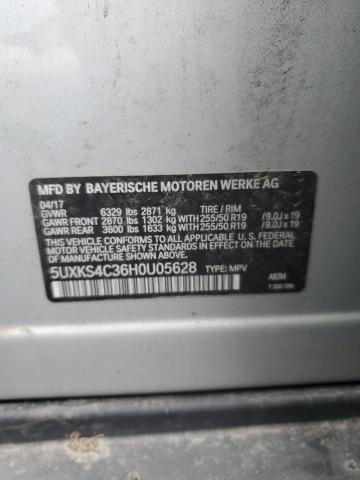 MFD BY BAYERISCHE MOTOREN WERKE AG
04/17
GVWR 6329 lbs 2871 kg TIRE / RIM
GAWR FRONT 2870 lbs 1302 kg WITH 255/50 R19 /9.0J x 19
GAWR REAR 3600 lbs 1633 kg WITH 255/50 R19 /9.0J x 19
THIS VEHICLE CONFORMS TO ALL APPLICABLE U.S. FEDERAL
MOTOR VEHICLE SAFETY STANDARDS IN EFFECT ON THE
DATE OF MANUFACTURE SHOWN ABOVE.
5UXKS4C36H0U05628 TYPE: MPV A83M